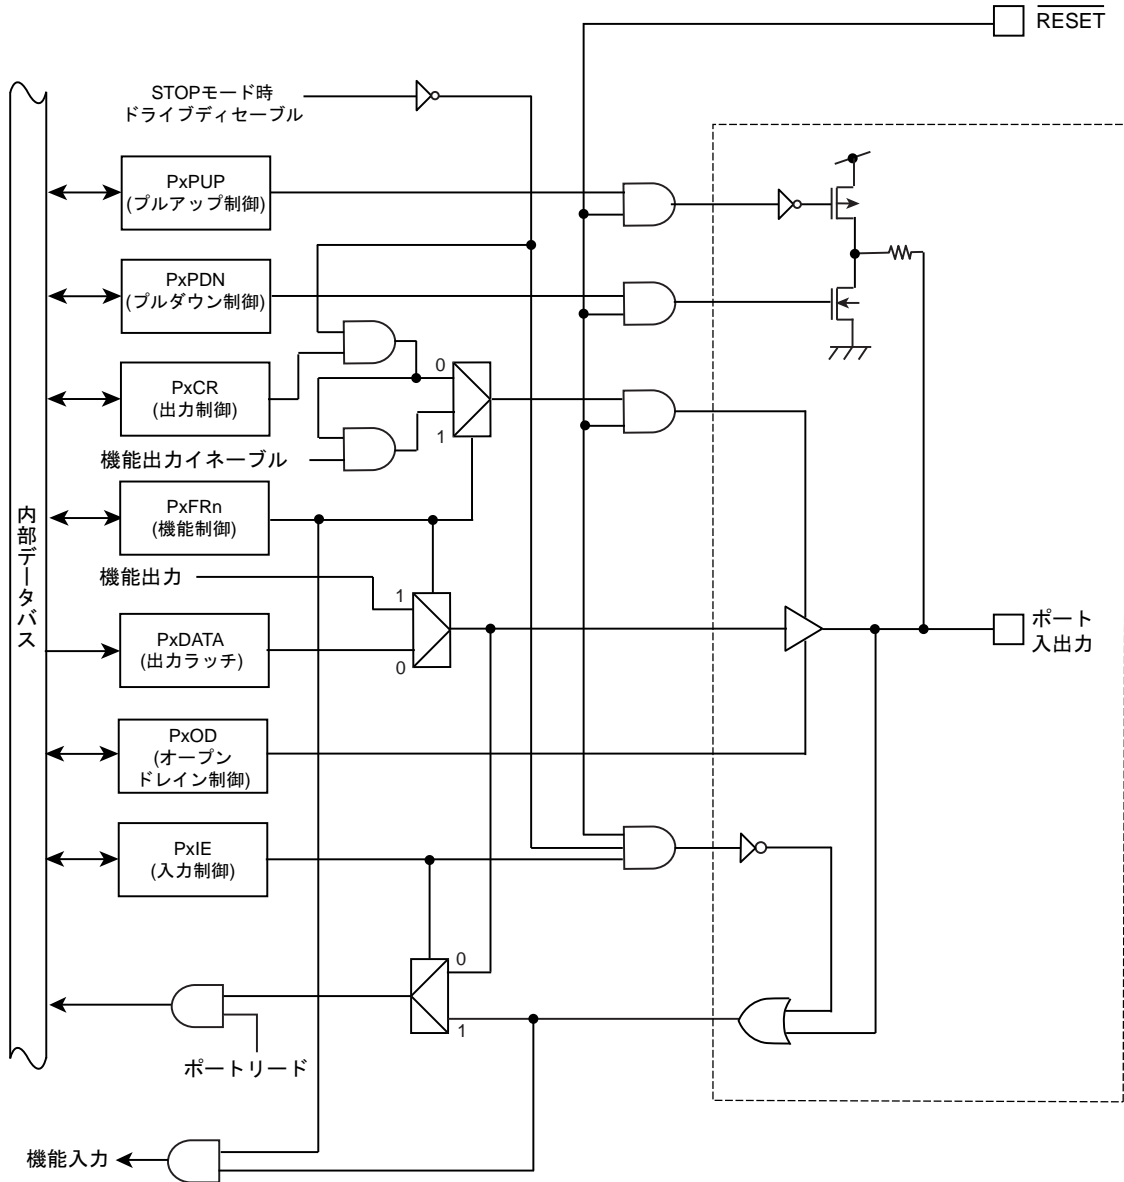 RESET
STOPモード時
ドライブディセーブル
PxPUP
(プルアップ制御)
PxPDN
(プルダウン制御)
PxCR
(出力制御)
0
1
機能出力イネーブル
PxFRn
(機能制御)
内部データバス
機能出力
1
0
PxDATA
(出力ラッチ)
ポート
入出力
PxOD
(オープン
ドレイン制御)
PxIE
(入力制御)
0
1
ポートリード
機能入力